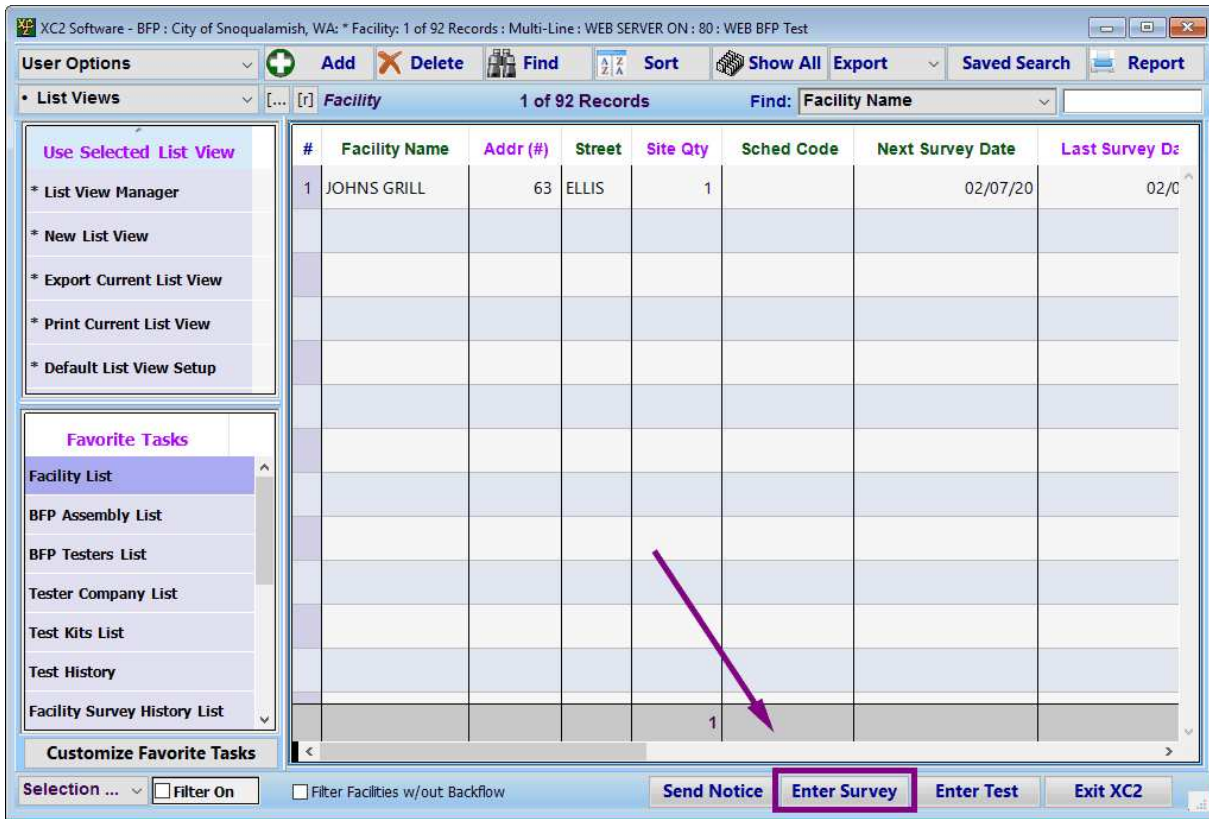 XC2 Software - BFP : City of Snoqualamish, WA: * Facility: 1 of 92 Records : Multi-Line : WEB SERVER ON : 80 : WEB BFP Test
User Options Add Delete Find Sort Show All Export Saved Search Report
• List Views [... [r] Facility 1 of 92 Records Find: Facility Name
Use Selected List View
* List View Manager
* New List View
* Export Current List View
* Print Current List View
* Default List View Setup
Favorite Tasks
Facility List
BFP Assembly List
BFP Testers List
Tester Company List
Test Kits List
Test History
Facility Survey History List
Customize Favorite Tasks
# Facility Name Addr (#) Street Site Qty Sched Code Next Survey Date Last Survey Da
1 JOHNS GRILL 63 ELLIS 1 02/07/20 02/0
1
Selection ... Filter On Filter Facilities w/out Backflow Send Notice Enter Survey Enter Test Exit XC2